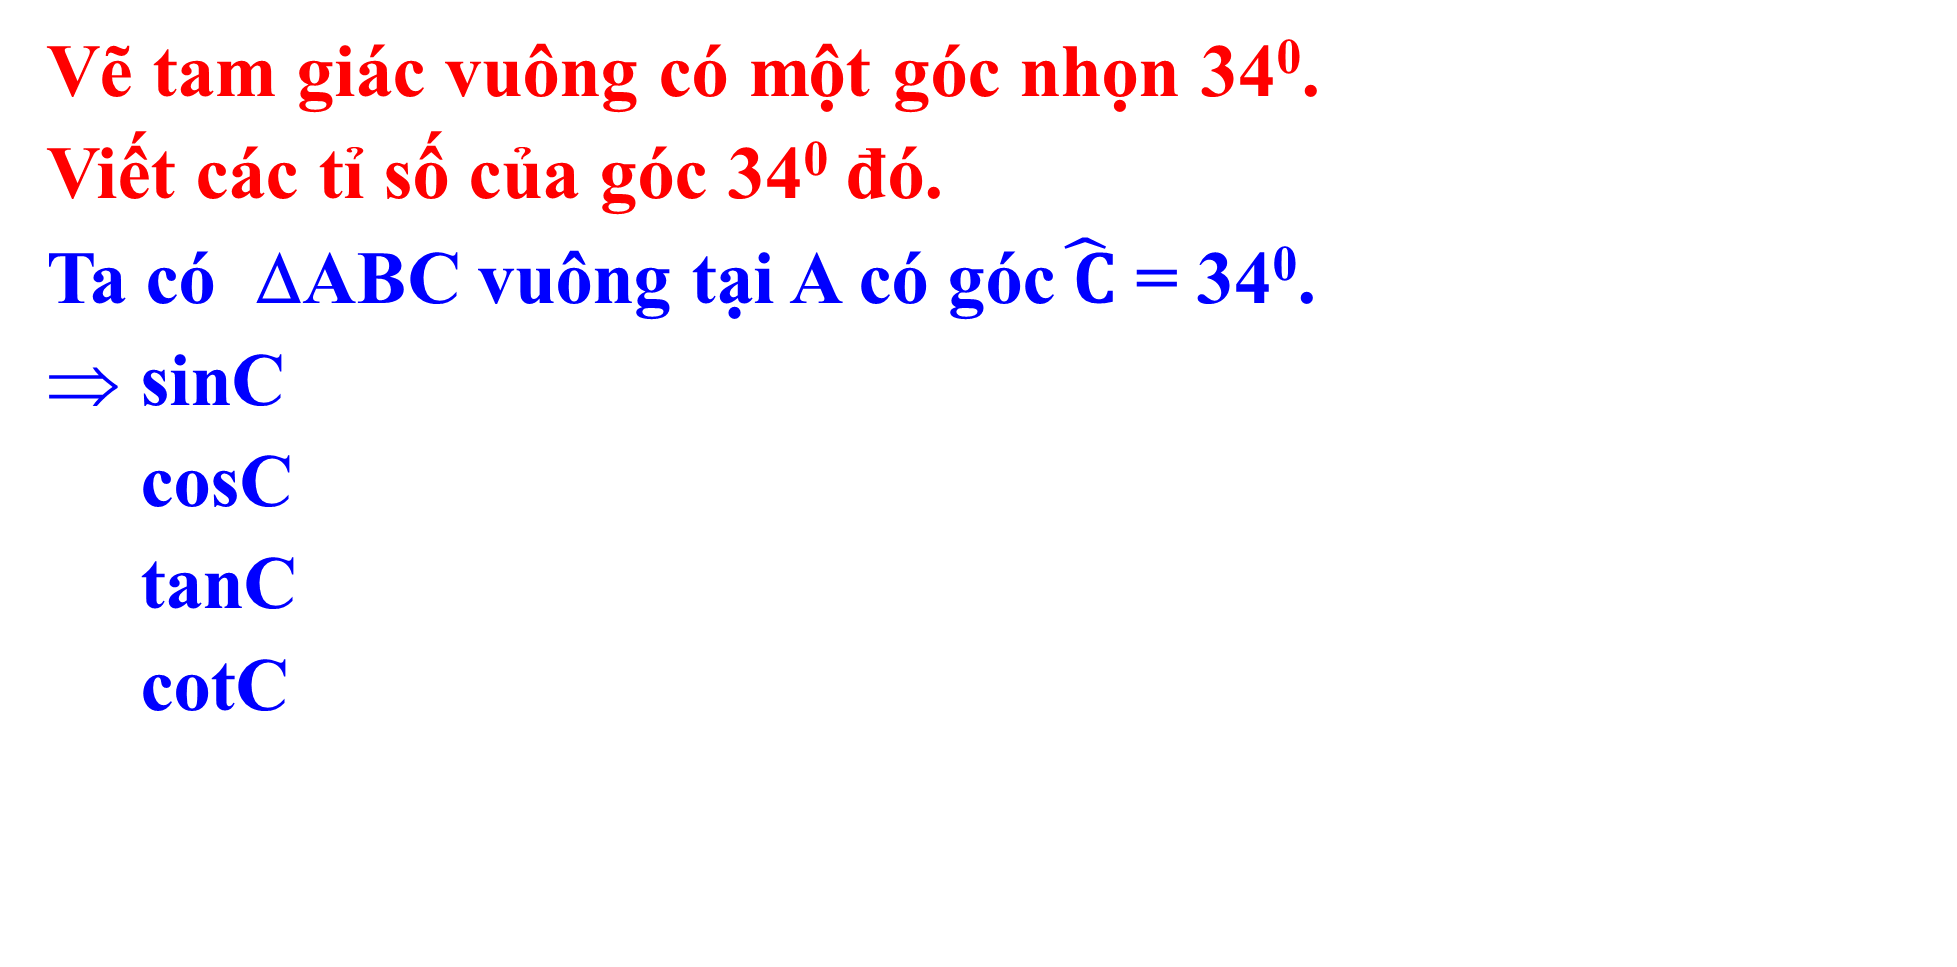 Vẽ tam giác vuông có một góc nhọn 34⁰.
Viết các tỉ số của góc 34⁰ đó.
Ta có ΔABC vuông tại A có góc Ĉ = 34⁰.
⇒ sinC
cosC
tanC
cotC